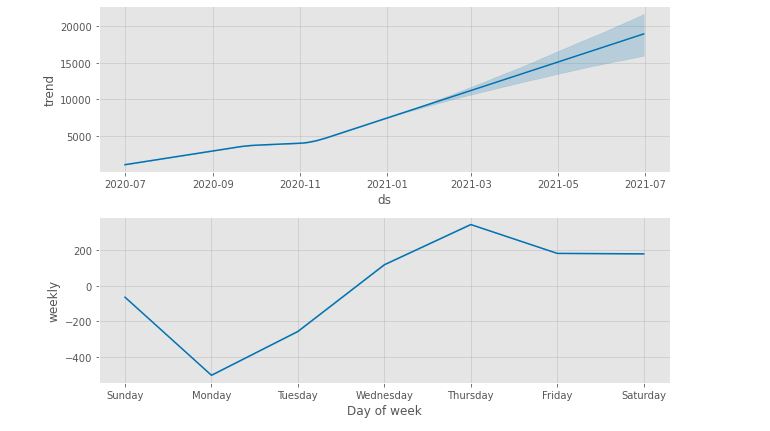 20000
15000
10000
5000
trend
2020-07 2020-09 2020-11 2021-01 2021-03 2021-05 2021-07
ds
200
0
−200
−400
weekly
Sunday Monday Tuesday Wednesday Thursday Friday Saturday
Day of week